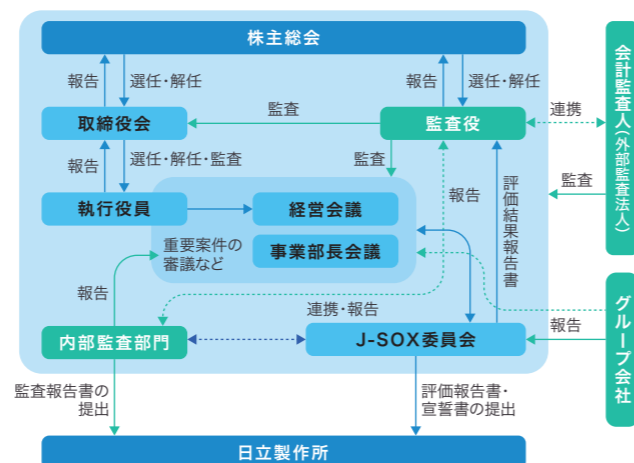 株主総会
報告
選任・解任
報告
選任・解任
取締役会
監査
監査役
連携
会計監査人(外部監査法人)
報告
選任・解任・監査
監査
報告
評価結果報告書
監査
執行役員
経営会議
事業部長会議
重要案件の
審議など
報告
連携・報告
内部監査部門
J-SOX委員会
報告
グループ会社
監査報告書の
提出
評価報告書・
宣誓書の提出
日立製作所